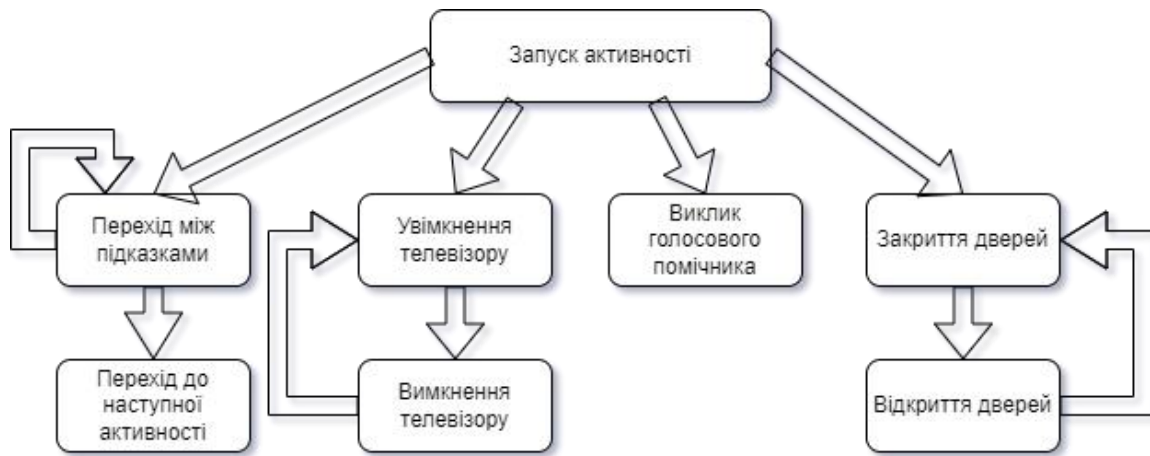 Запуск активності
Перехід між
підказками
Увімкнення
телевізору
Виклик
голосового
помічника
Закриття дверей
Перехід до
наступної
активності
Вимкнення
телевізору
Відкриття дверей